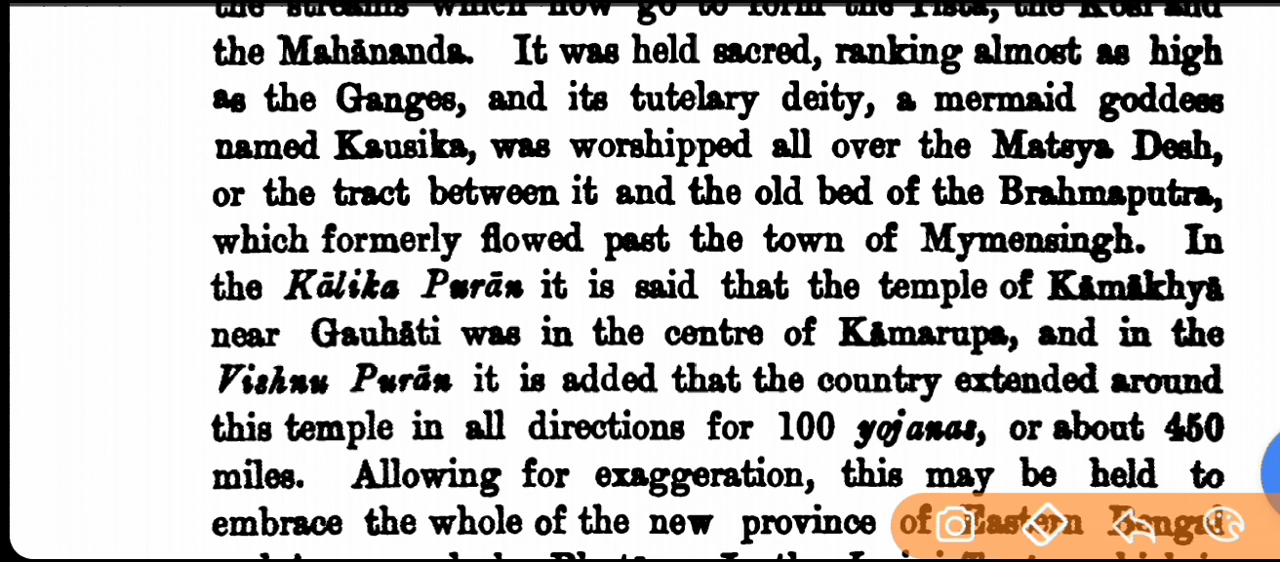 the streams which now go to form the Tista, the Kosi and
the Mahānanda. It was held sacred, ranking almost as high
as the Ganges, and its tutelary deity, a mermaid goddess
named Kausika, was worshipped all over the Matsya Desh,
or the tract between it and the old bed of the Brahmaputra,
which formerly flowed past the town of Mymensingh. In
the Kālika Purān it is said that the temple of Kāmākhyā
near Gauhāti was in the centre of Kāmarupa, and in the
Vishnu Purān it is added that the country extended around
this temple in all directions for 100 yojanas, or about 450
miles. Allowing for exaggeration, this may be held to
embrace the whole of the new province of Eastern Bengal